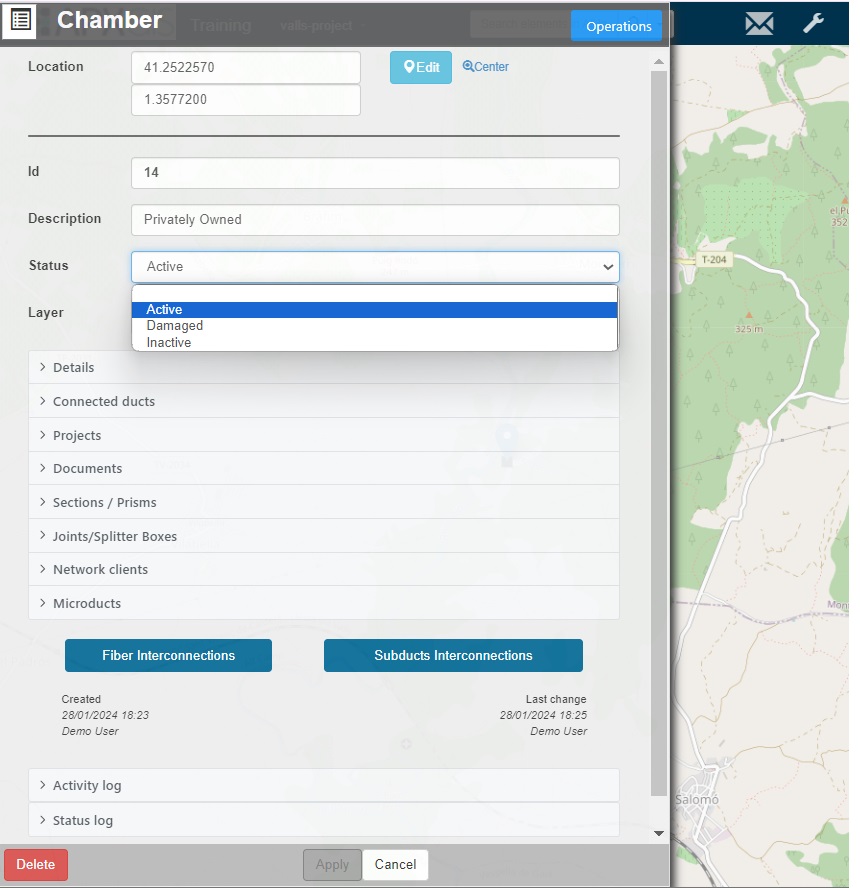 Chamber
Training
valls-project
Operations
Location
41.2522570
Edit
Center
1.3577200
Id
14
Description
Privately Owned
Status
Active
Layer
Active
Damaged
Inactive
Details
Connected ducts
Projects
Documents
Sections / Prisms
Joints/Splitter Boxes
Network clients
Microducts
Fiber Interconnections
Subducts Interconnections
Created
28/01/2024 18:23
Demo User
Last change
28/01/2024 18:25
Demo User
Activity log
Status log
Delete
Apply
Cancel
T-204
325 m
352
Salomó